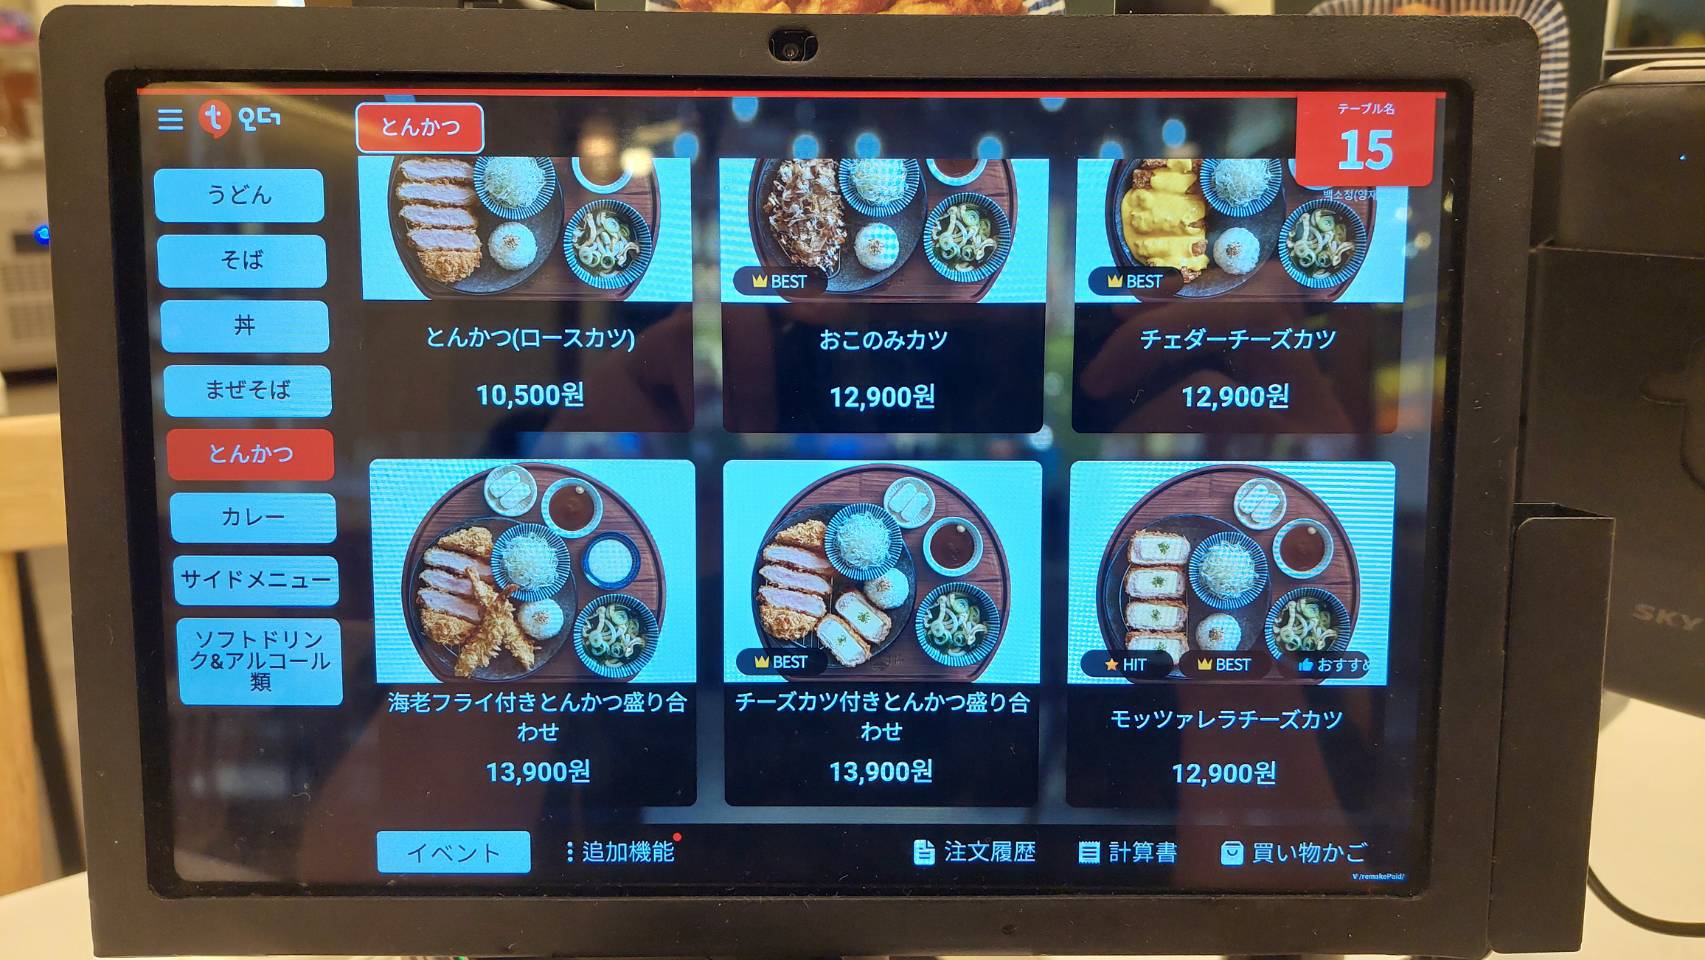 t오더
とんかつ
テーブル名
15
백소정(양재
うどん
そば
丼
まぜそば
とんかつ
カレー
サイドメニュー
ソフトドリン
ク&アルコール
類
BEST
BEST
とんかつ(ロースカツ)
おこのみカツ
チェダーチーズカツ
10,500원
12,900원
12,900원
BEST
HIT
BEST
おすすめ
海老フライ付きとんかつ盛り合
わせ
チーズカツ付きとんかつ盛り合
わせ
モッツァレラチーズカツ
13,900원
13,900원
12,900원
イベント
追加機能
注文履歴
計算書
買い物かご
V/remakePaid/
SKY